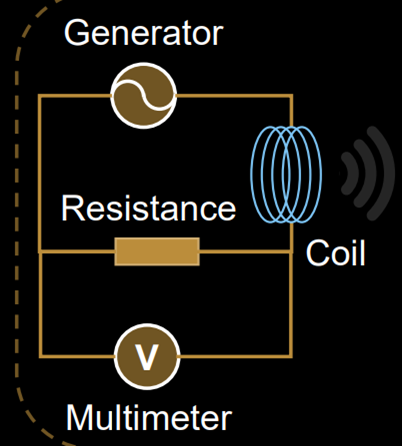 Generator
Resistance
Coil
V
Multimeter